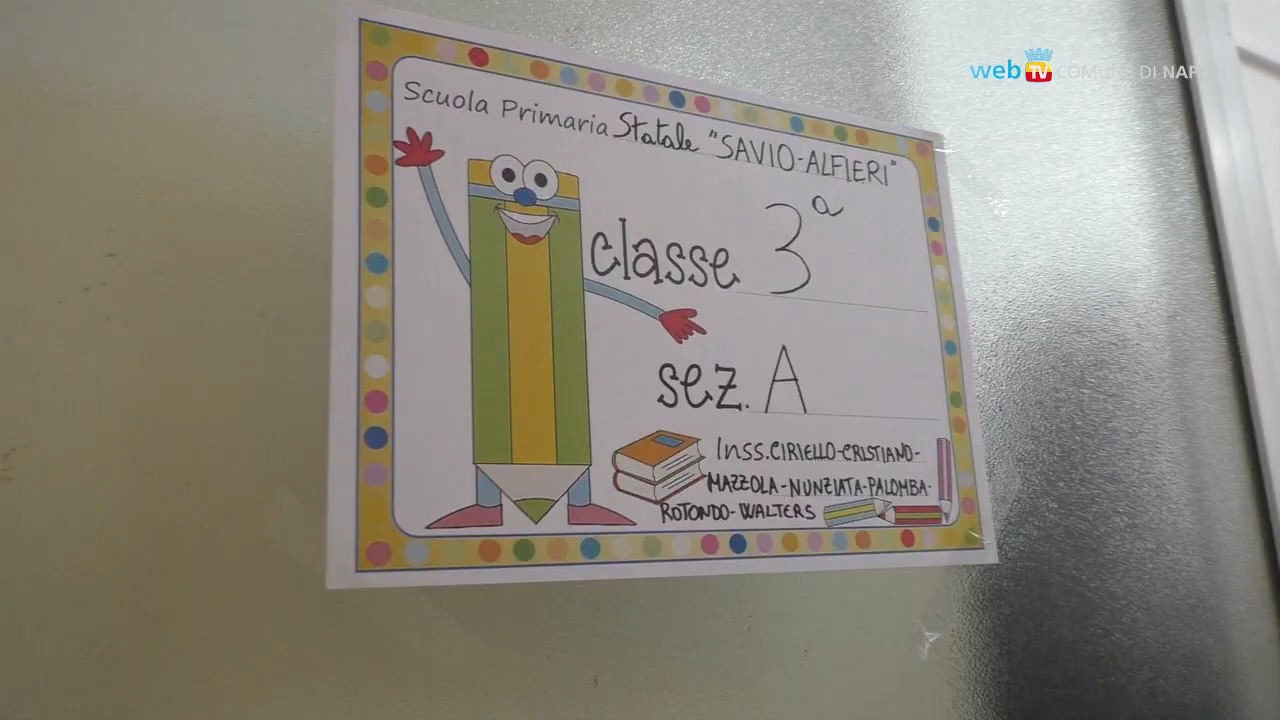 web TV COMUNE DI NAP
Scuola Primaria Statale "SAVIO-ALFIERI"
classe 3ª
sez. A
Inss. CIRIELLO-CRISTIANO-
MAZZOLA-NUNZIATA-PALOMBA-
ROTONDO-WALTERS